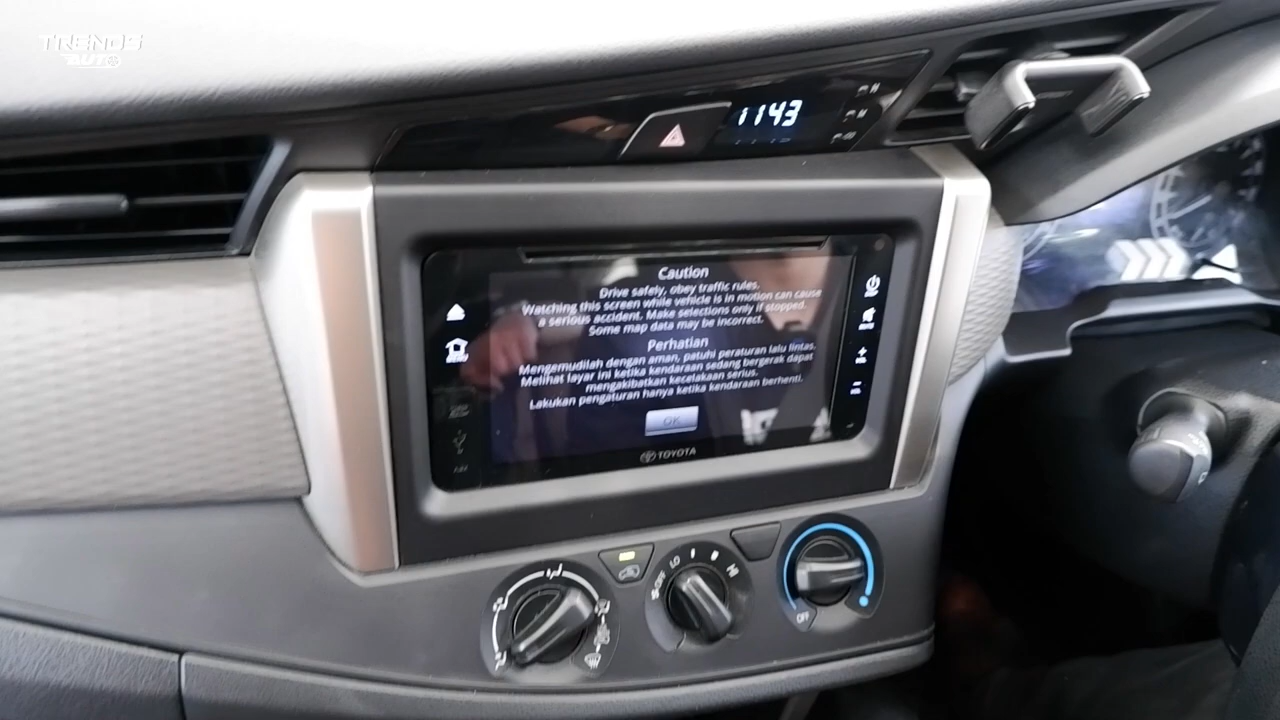 TRENDS
AUTO
1143
Caution
Drive safely, obey traffic rules.
Watching this screen while vehicle is in motion can cause
a serious accident. Make selections only if stopped.
Some map data may be incorrect.
Perhatian
Mengemudilah dengan aman, patuhi peraturan lalu lintas.
Melihat layar ini ketika kendaraan sedang bergerak dapat
mengakibatkan kecelakaan serius.
Lakukan pengaturan hanya ketika kendaraan berhenti.
OK
MENU
TOYOTA
OFF
LO
HI
OFF